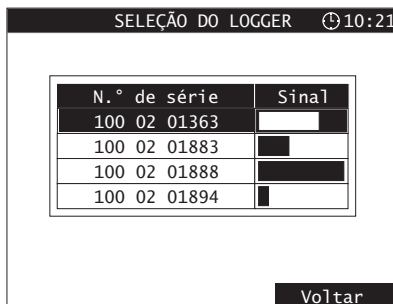 SELEÇÃO DO LOGGER 10:21
N.° de série Sinal
100 02 01363
100 02 01883
100 02 01888
100 02 01894
Voltar